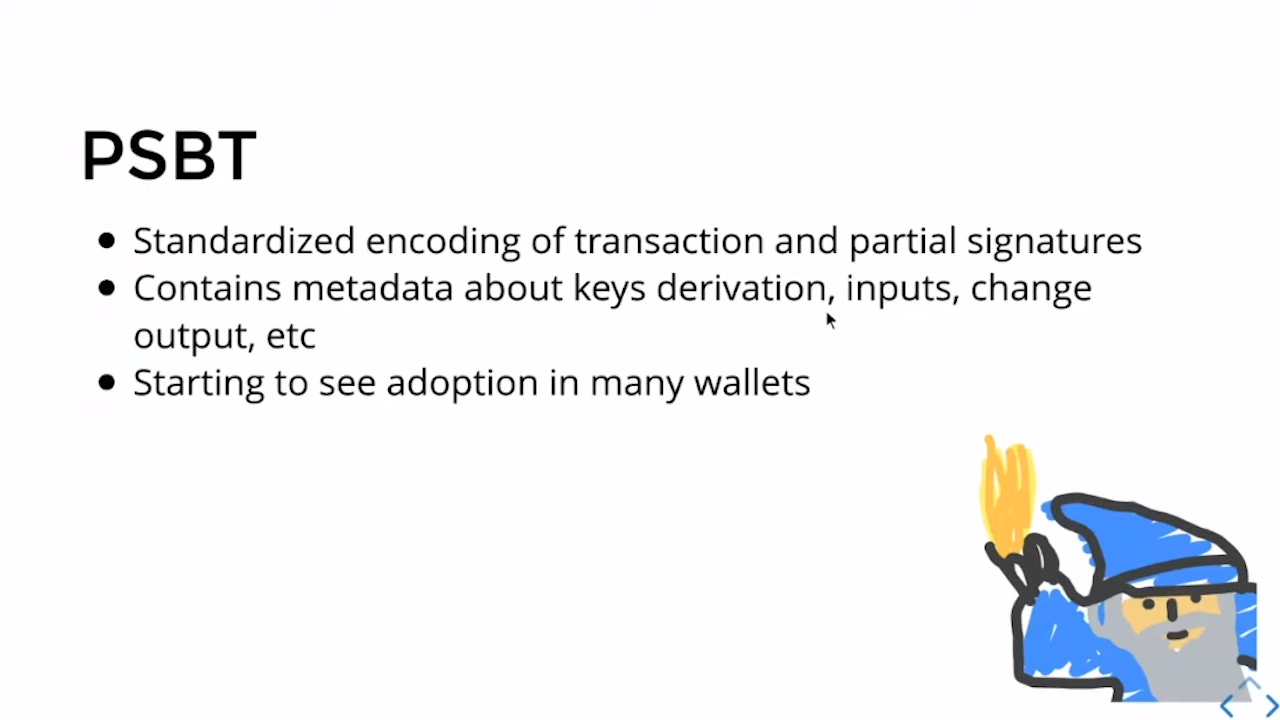 PSBT
● Standardized encoding of transaction and partial signatures
● Contains metadata about keys derivation, inputs, change
output, etc
● Starting to see adoption in many wallets